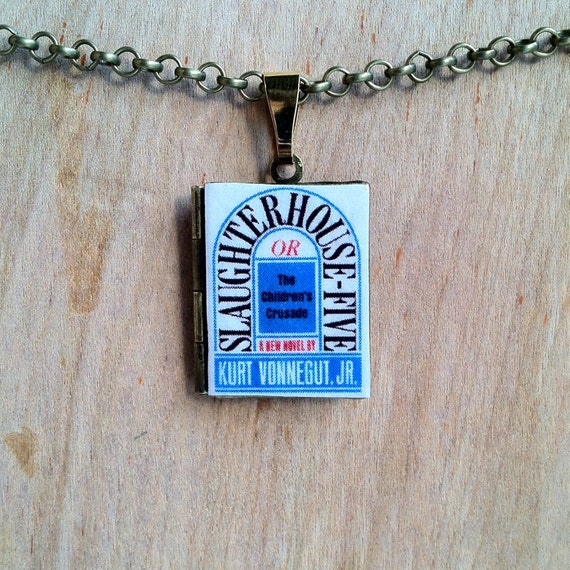 SLAUGHTERHOUSE-FIVE
OR
The
Children's
Crusade
A NEW NOVEL BY
KURT VONNEGUT, JR.